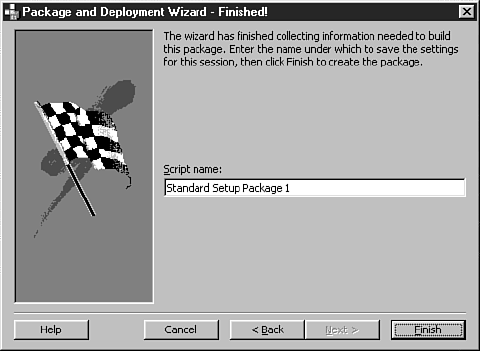 Package and Deployment Wizard - Finished!
The wizard has finished collecting information needed to build
this package. Enter the name under which to save the settings
for this session, then click Finish to create the package.
Script name:
Standard Setup Package 1
Help
Cancel
< Back
Next >
Finish